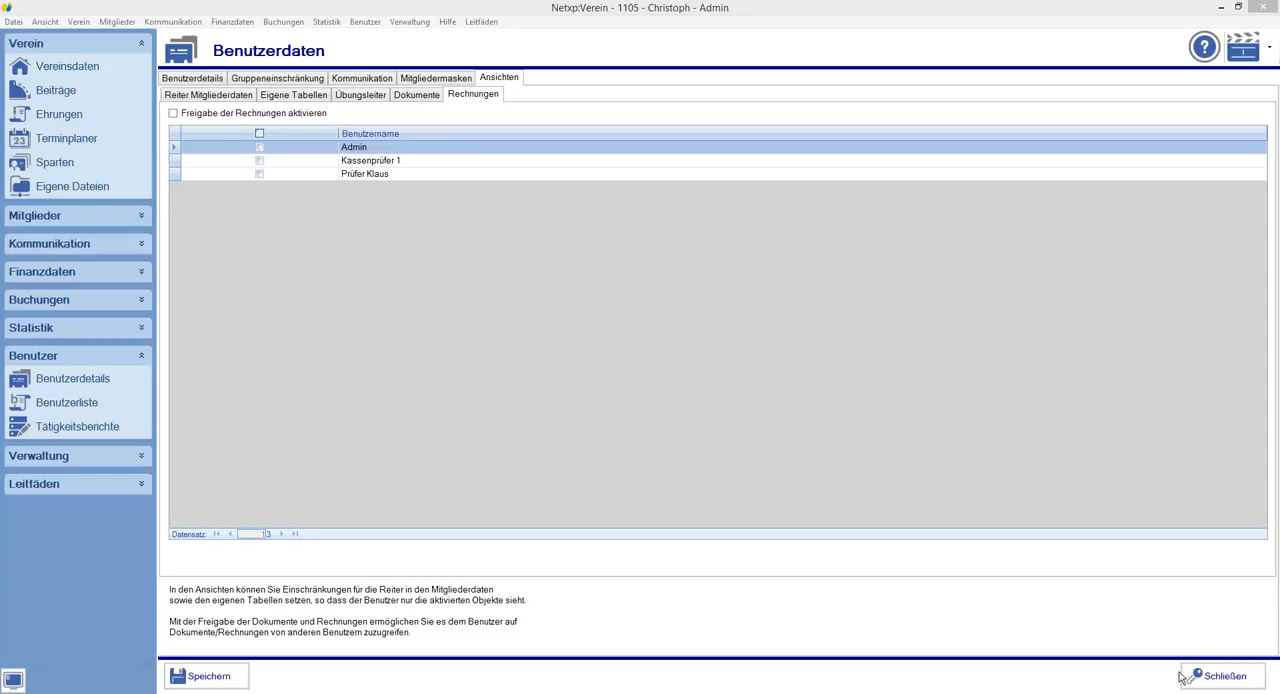 Netxp:Verein - 1105 - Christoph - Admin
Datei Ansicht Verein Mitglieder Kommunikation Finanzdaten Buchungen Statistik Benutzer Verwaltung Hilfe Leitfäden
Verein
Vereinsdaten
Beiträge
Ehrungen
23
Terminplaner
Sparten
Eigene Dateien
Mitglieder
Kommunikation
Finanzdaten
Buchungen
Statistik
Benutzer
Benutzerdetails
Benutzerliste
Tätigkeitsberichte
Verwaltung
Leitfäden
Benutzerdaten
?
Benutzerdetails Gruppeneinschränkung Kommunikation Mitgliedermasken Ansichten
Reiter Mitgliederdaten Eigene Tabellen Übungsleiter Dokumente Rechnungen
Freigabe der Rechnungen aktivieren
Benutzername
Admin
Kassenprüfer 1
Prüfer Klaus
Datensatz 1|3
In den Ansichten können Sie Einschränkungen für die Reiter in den Mitgliederdaten
sowie den eigenen Tabellen setzen, so dass der Benutzer nur die aktivierten Objekte sieht.
Mit der Freigabe der Dokumente und Rechnungen ermöglichen Sie es dem Benutzer auf
Dokumente/Rechnungen von anderen Benutzern zuzugreifen.
Speichern
Schließen